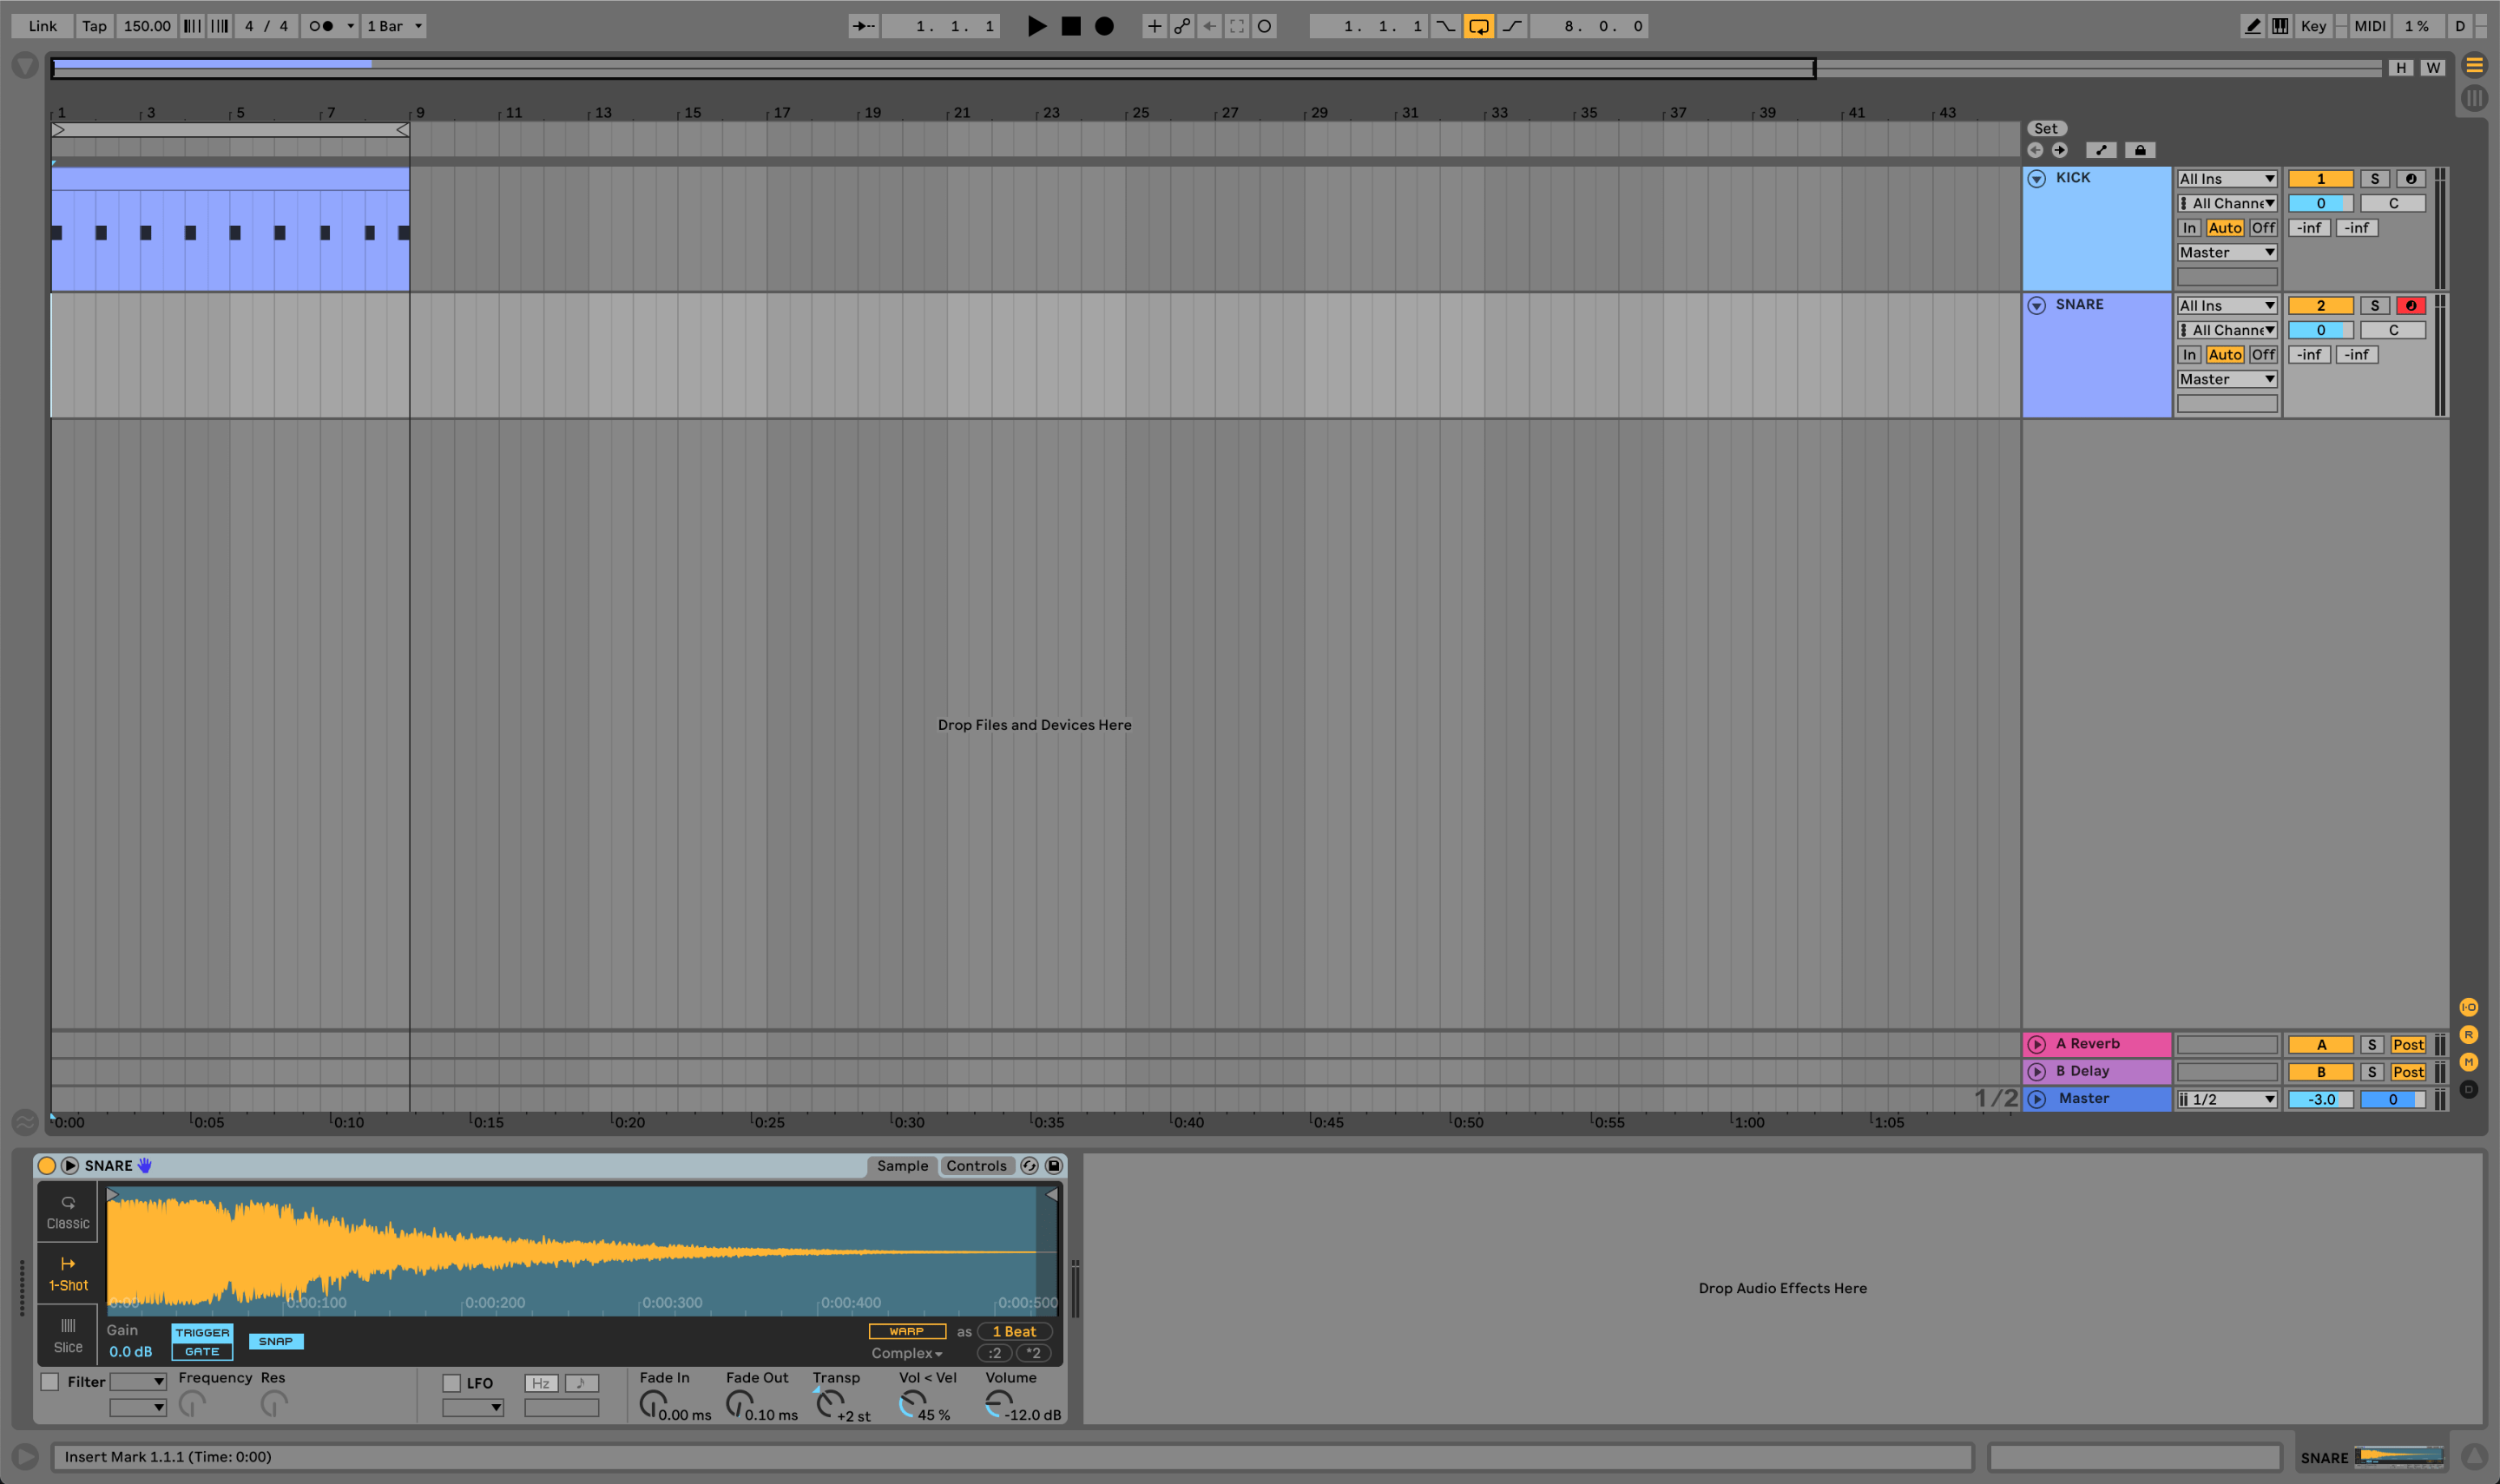 Link Tap 150.00 4 / 4 1 Bar 1. 1. 1 1. 1. 1 8. 0. 0 Key MIDI 1 % D
H W
1 3 5 7 9 11 13 15 17 19 21 23 25 27 29 31 33 35 37 39 41 43
Set
KICK All Ins 1 S
All Channe 0 C
In Auto Off -inf -inf
Master
SNARE All Ins 2 S
All Channe 0 C
In Auto Off -inf -inf
Master
Drop Files and Devices Here
I-O
R
A Reverb A S Post
M
B Delay B S Post
D
1/2 Master 1/2 -3.0 0
0:00 0:05 0:10 0:15 0:20 0:25 0:30 0:35 0:40 0:45 0:50 0:55 1:00 1:05
SNARE Sample Controls
Classic
1-Shot
Slice
0:00 0:00:100 0:00:200 0:00:300 0:00:400 0:00:500
Gain TRIGGER SNAP WARP as 1 Beat
0.0 dB GATE Complex :2 *2
Drop Audio Effects Here
Filter Frequency Res LFO Hz Fade In Fade Out Transp Vol < Vel Volume
0.00 ms 0.10 ms +2 st 45 % -12.0 dB
Insert Mark 1.1.1 (Time: 0:00) SNARE